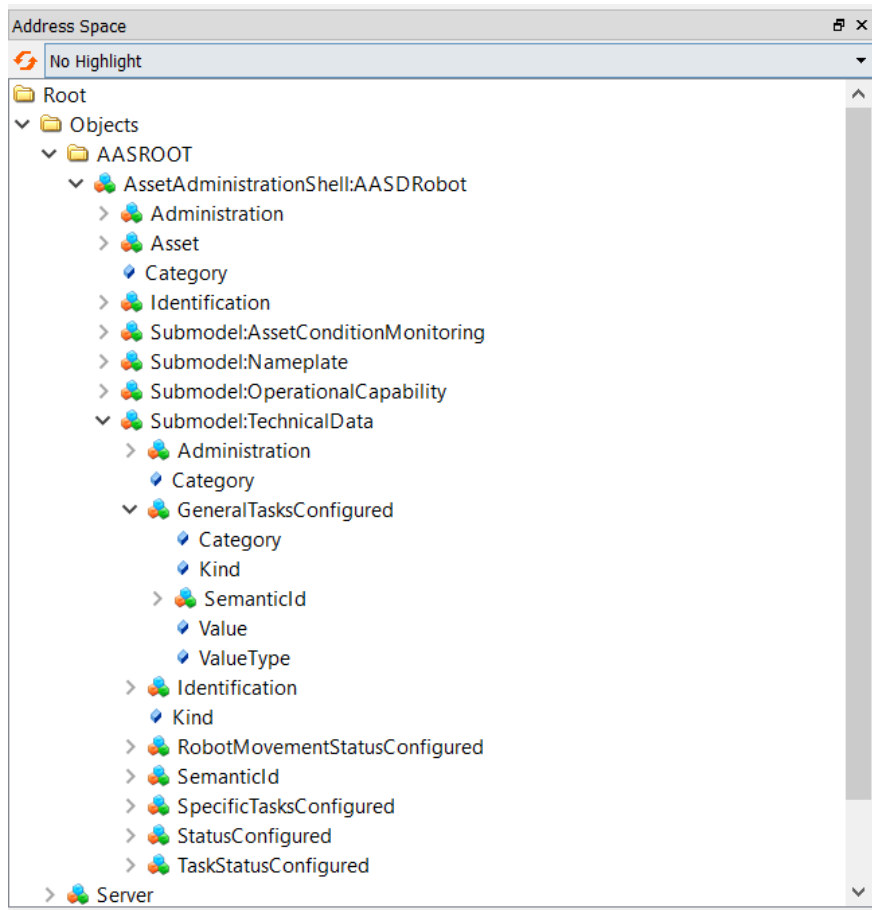 Address Space
No Highlight
Root
Objects
AASROOT
AssetAdministrationShell:AASDRobot
Administration
Asset
Category
Identification
Submodel:AssetConditionMonitoring
Submodel:Nameplate
Submodel:OperationalCapability
Submodel:TechnicalData
Administration
Category
GeneralTasksConfigured
Category
Kind
SemanticId
Value
ValueType
Identification
Kind
RobotMovementStatusConfigured
SemanticId
SpecificTasksConfigured
StatusConfigured
TaskStatusConfigured
Server